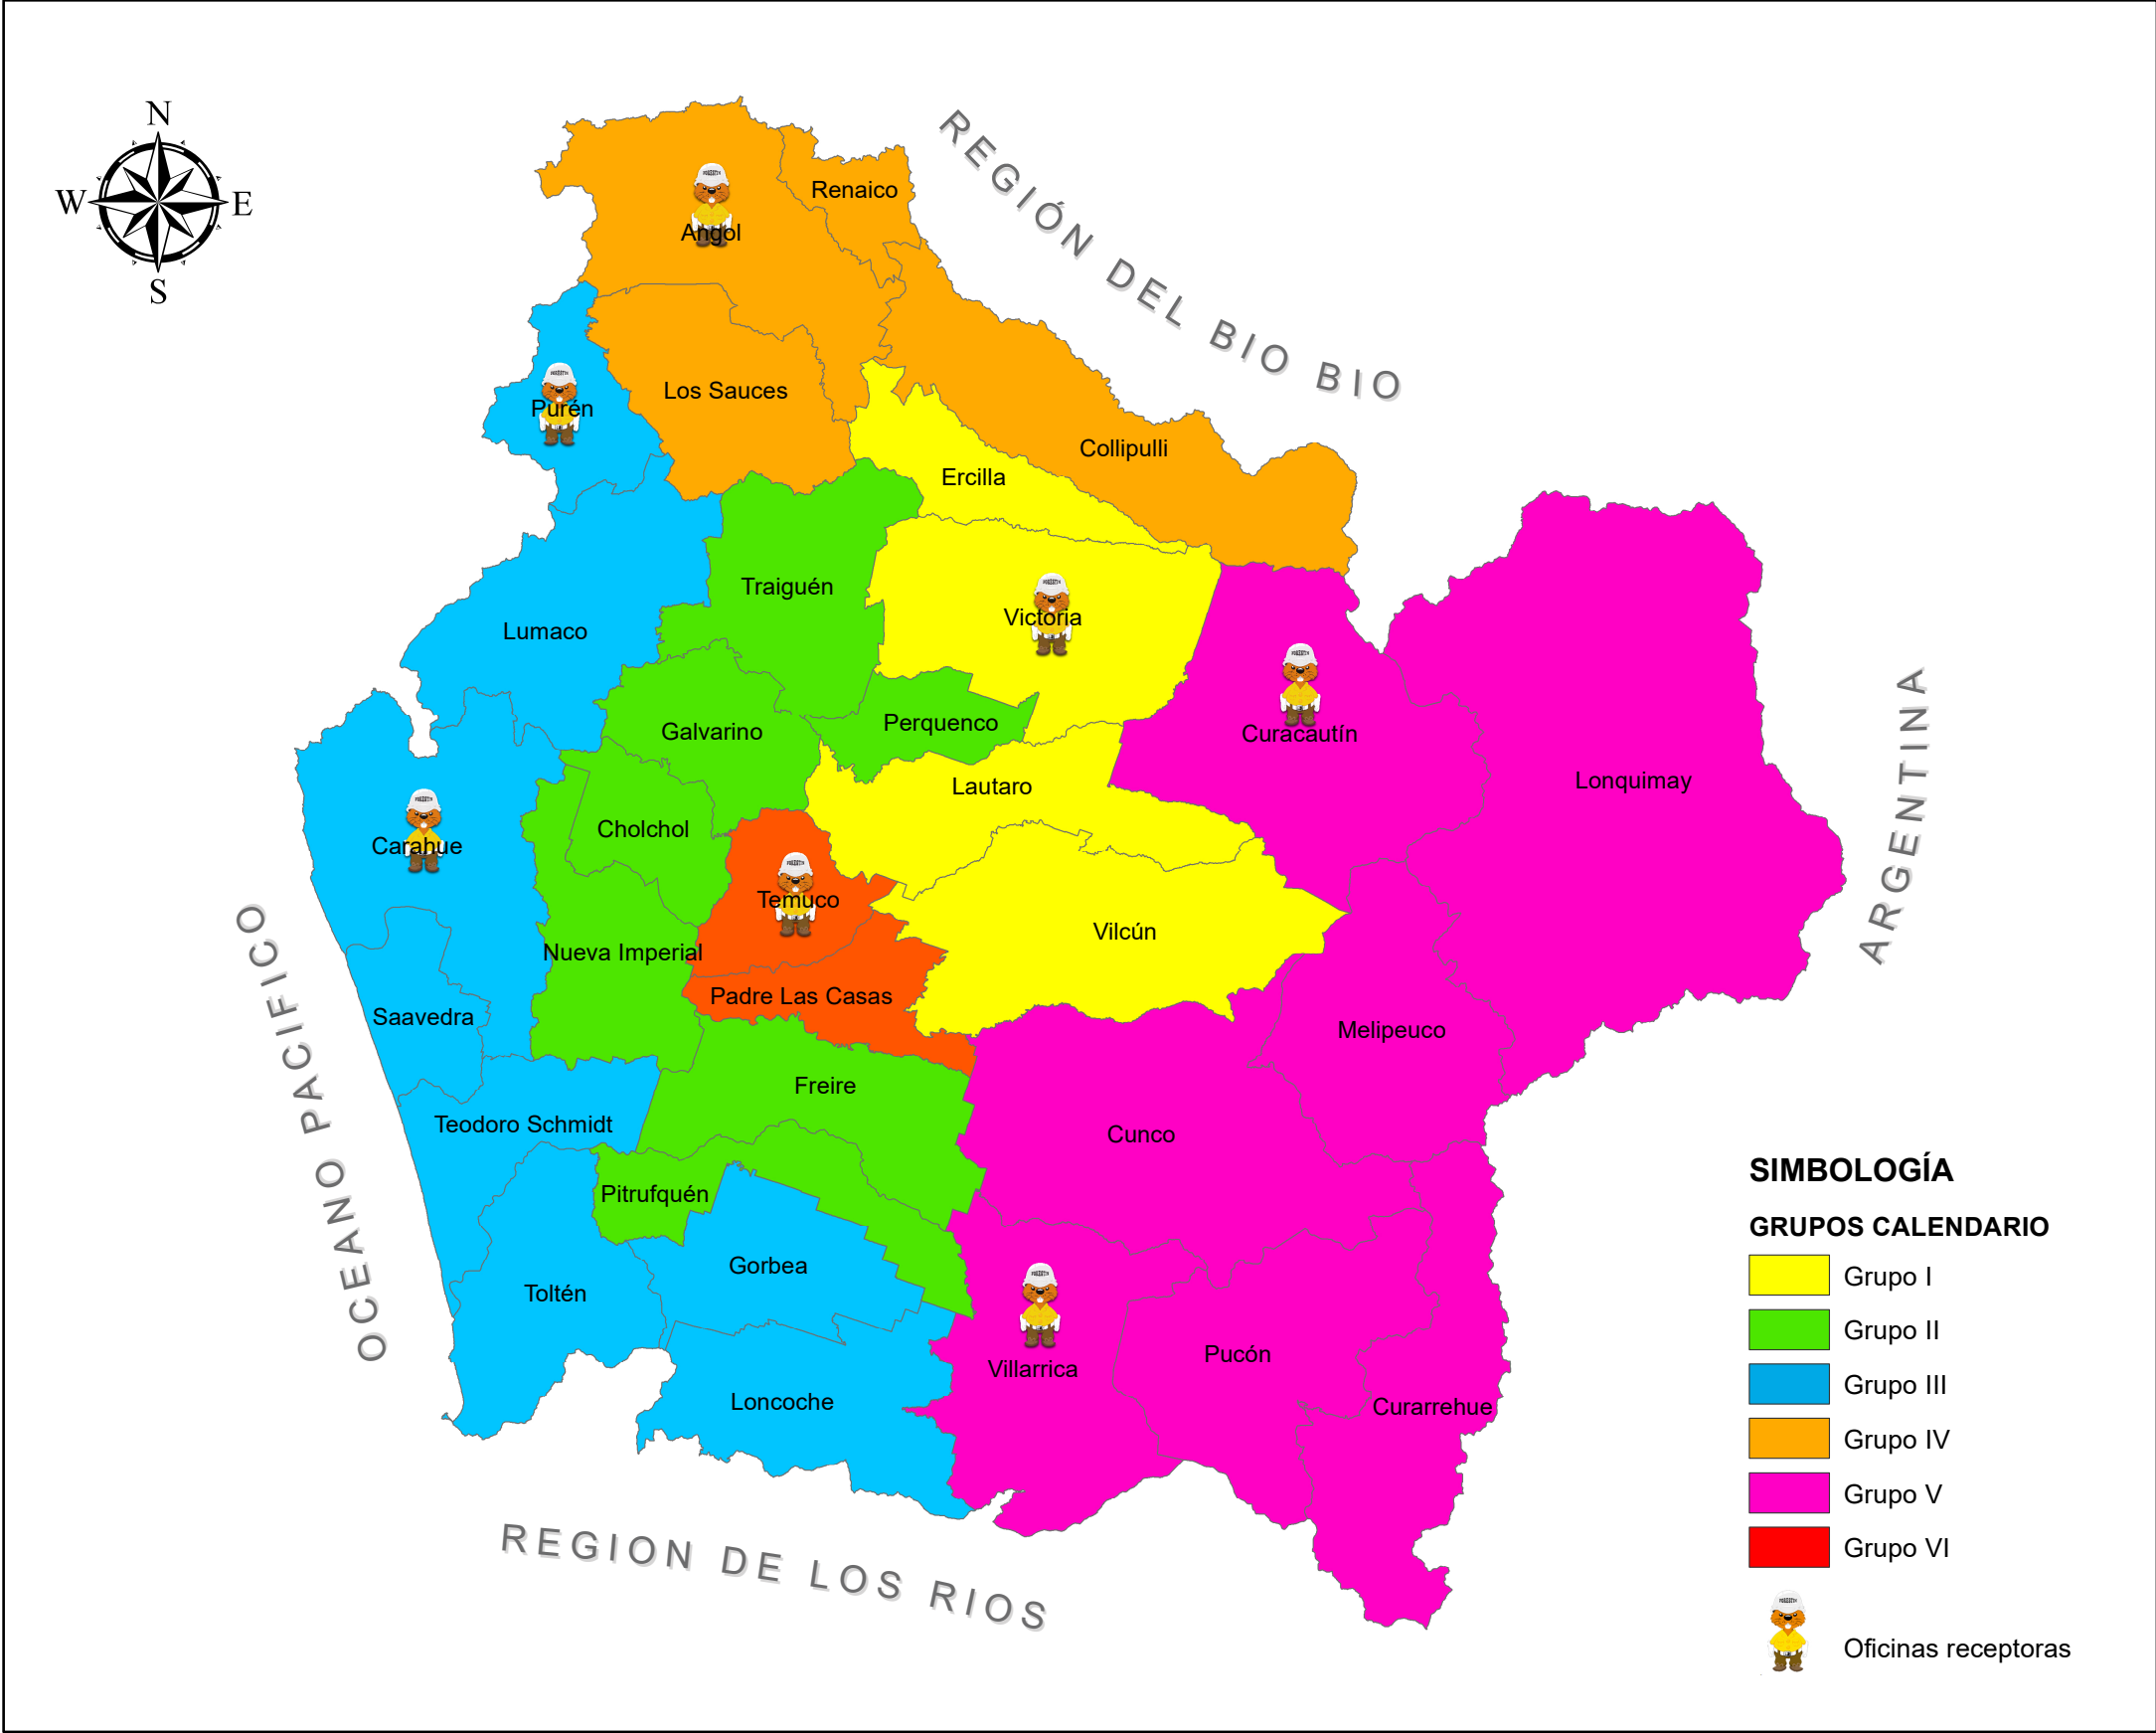 N
W
E
S
REGIÓN DEL BIO BIO
Renaico
Angol
Los Sauces
Purén
Collipulli
Ercilla
Traiguén
Victoria
Lumaco
Galvarino
Perquenco
Curacautín
Lonquimay
Lautaro
Cholchol
Carahue
Temuco
Vilcún
Nueva Imperial
Padre Las Casas
Saavedra
Melipeuco
Freire
Teodoro Schmidt
Cunco
Pitrufquén
Gorbea
Toltén
Villarrica
Pucón
Loncoche
Curarrehue
OCEANO PACIFICO
ARGENTINA
REGION DE LOS RIOS
SIMBOLOGÍA
GRUPOS CALENDARIO
Grupo I
Grupo II
Grupo III
Grupo IV
Grupo V
Grupo VI
Oficinas receptoras